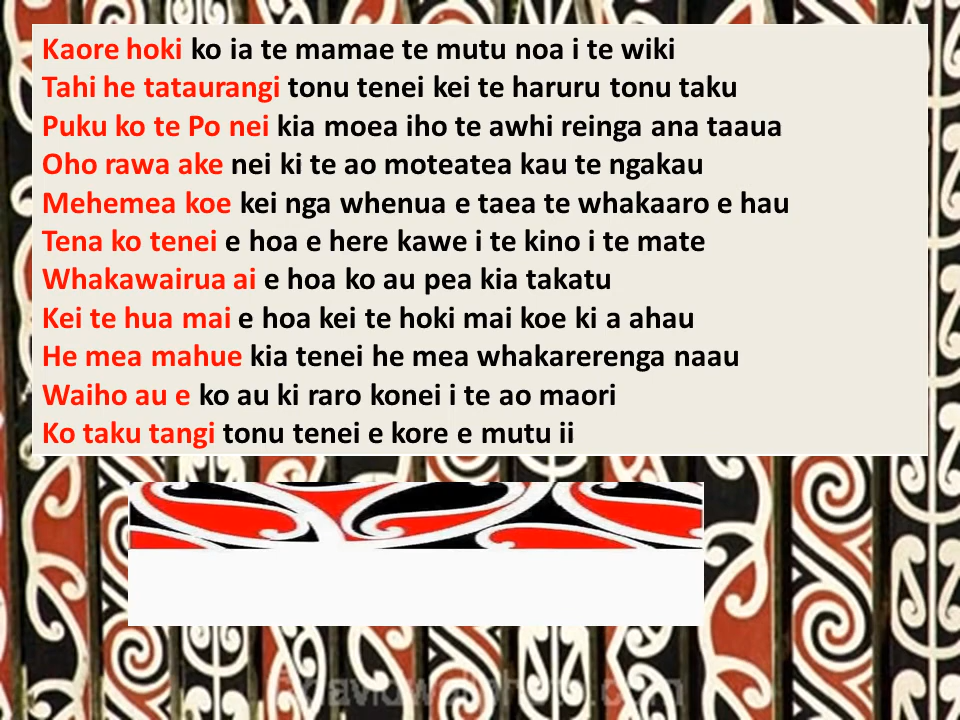 Kaore hoki ko ia te mamae te mutu noa i te wiki
Tahi he tataurangi tonu tenei kei te haruru tonu taku
Puku ko te Po nei kia moea iho te awhi reinga ana taaua
Oho rawa ake nei ki te ao moteatea kau te ngakau
Mehemea koe kei nga whenua e taea te whakaaro e hau
Tena ko tenei e hoa e here kawe i te kino i te mate
Whakawairua ai e hoa ko au pea kia takatu
Kei te hua mai e hoa kei te hoki mai koe ki a ahau
He mea mahue kia tenei he mea whakarerenga naau
Waiho au e ko au ki raro konei i te ao maori
Ko taku tangi tonu tenei e kore e mutu ii